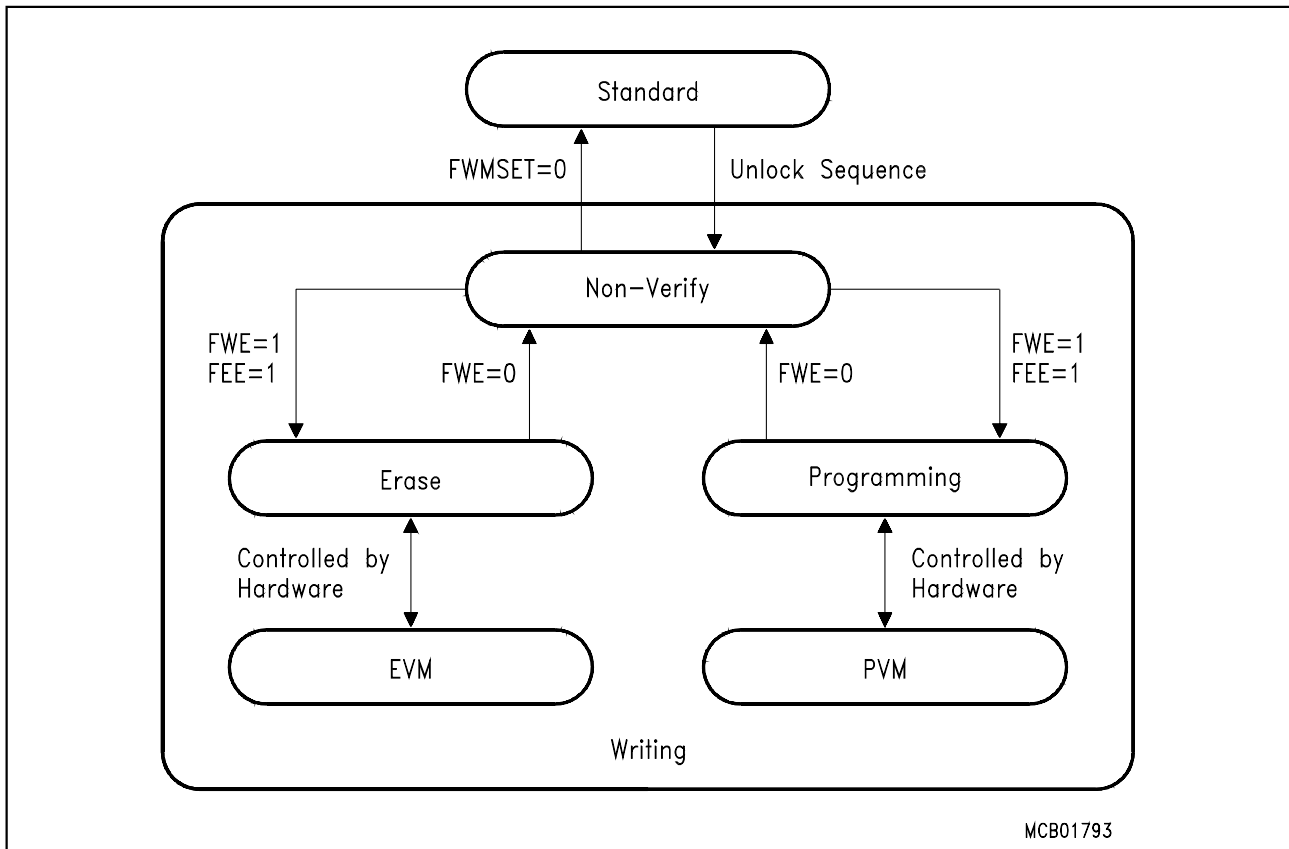 Standard
FWMSET=0
Unlock Sequence
Non-Verify
FWE=1
FEE=1
FWE=0
FWE=0
FWE=1
FEE=1
Erase
Programming
Controlled by
Hardware
Controlled by
Hardware
EVM
PVM
Writing
MCB01793